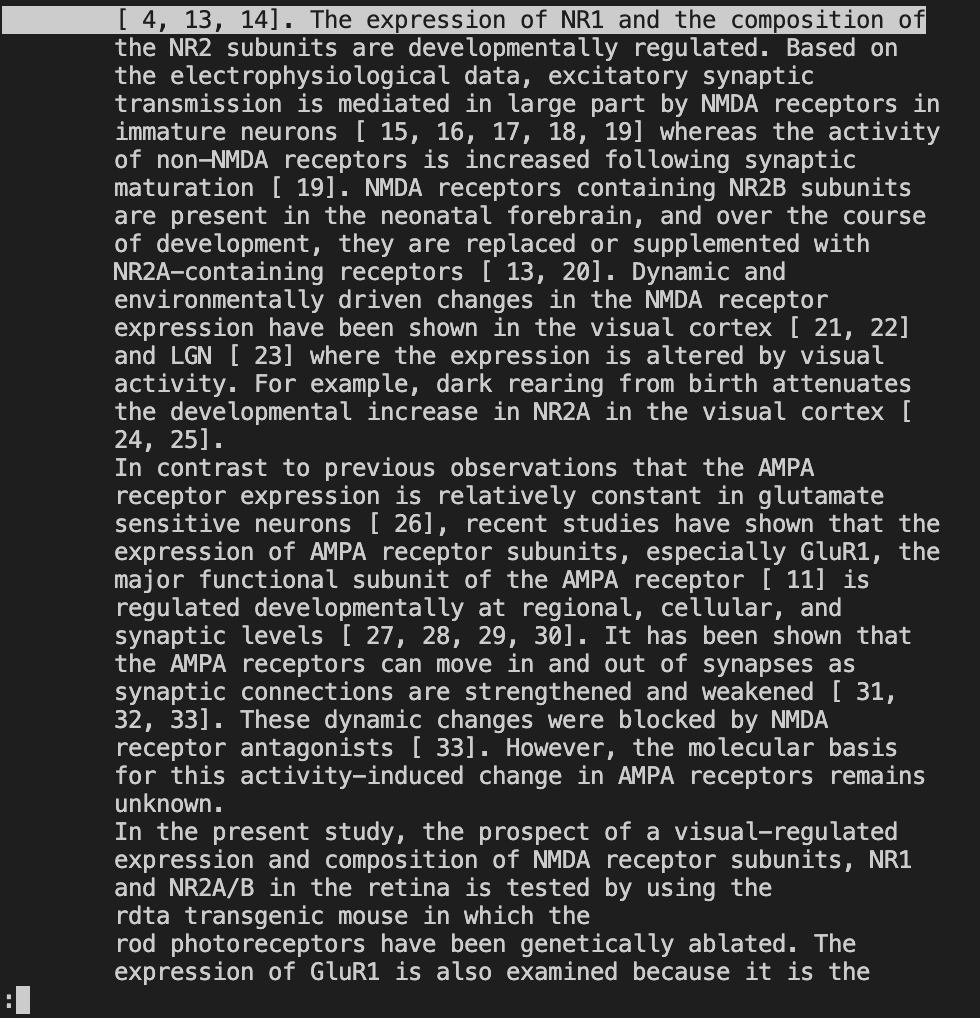 [ 4, 13, 14]. The expression of NR1 and the composition of
the NR2 subunits are developmentally regulated. Based on
the electrophysiological data, excitatory synaptic
transmission is mediated in large part by NMDA receptors in
immature neurons [ 15, 16, 17, 18, 19] whereas the activity
of non-NMDA receptors is increased following synaptic
maturation [ 19]. NMDA receptors containing NR2B subunits
are present in the neonatal forebrain, and over the course
of development, they are replaced or supplemented with
NR2A-containing receptors [ 13, 20]. Dynamic and
environmentally driven changes in the NMDA receptor
expression have been shown in the visual cortex [ 21, 22]
and LGN [ 23] where the expression is altered by visual
activity. For example, dark rearing from birth attenuates
the developmental increase in NR2A in the visual cortex [
24, 25].
In contrast to previous observations that the AMPA
receptor expression is relatively constant in glutamate
sensitive neurons [ 26], recent studies have shown that the
expression of AMPA receptor subunits, especially GluR1, the
major functional subunit of the AMPA receptor [ 11] is
regulated developmentally at regional, cellular, and
synaptic levels [ 27, 28, 29, 30]. It has been shown that
the AMPA receptors can move in and out of synapses as
synaptic connections are strengthened and weakened [ 31,
32, 33]. These dynamic changes were blocked by NMDA
receptor antagonists [ 33]. However, the molecular basis
for this activity-induced change in AMPA receptors remains
unknown.
In the present study, the prospect of a visual-regulated
expression and composition of NMDA receptor subunits, NR1
and NR2A/B in the retina is tested by using the
rdta transgenic mouse in which the
rod photoreceptors have been genetically ablated. The
expression of GluR1 is also examined because it is the
: